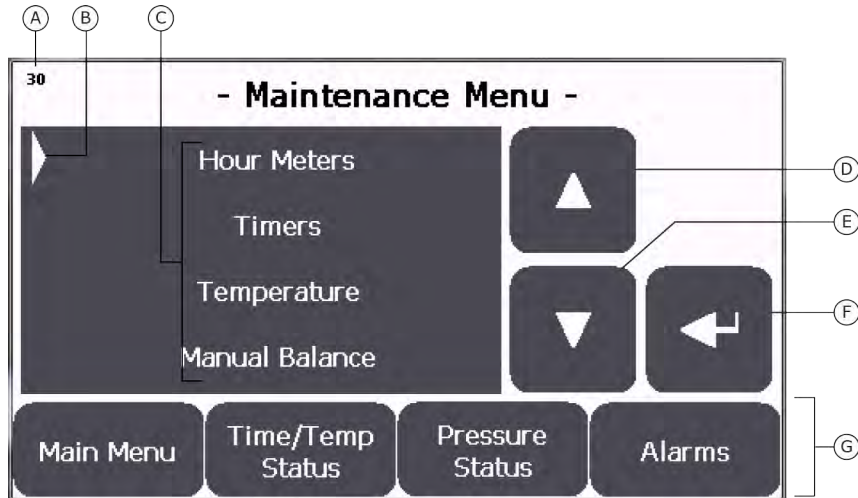 A B C
30
- Maintenance Menu -
Hour Meters
D
Timers
E
Temperature
F
Manual Balance
Main Menu
Time/Temp
Status
Pressure
Status
Alarms
G